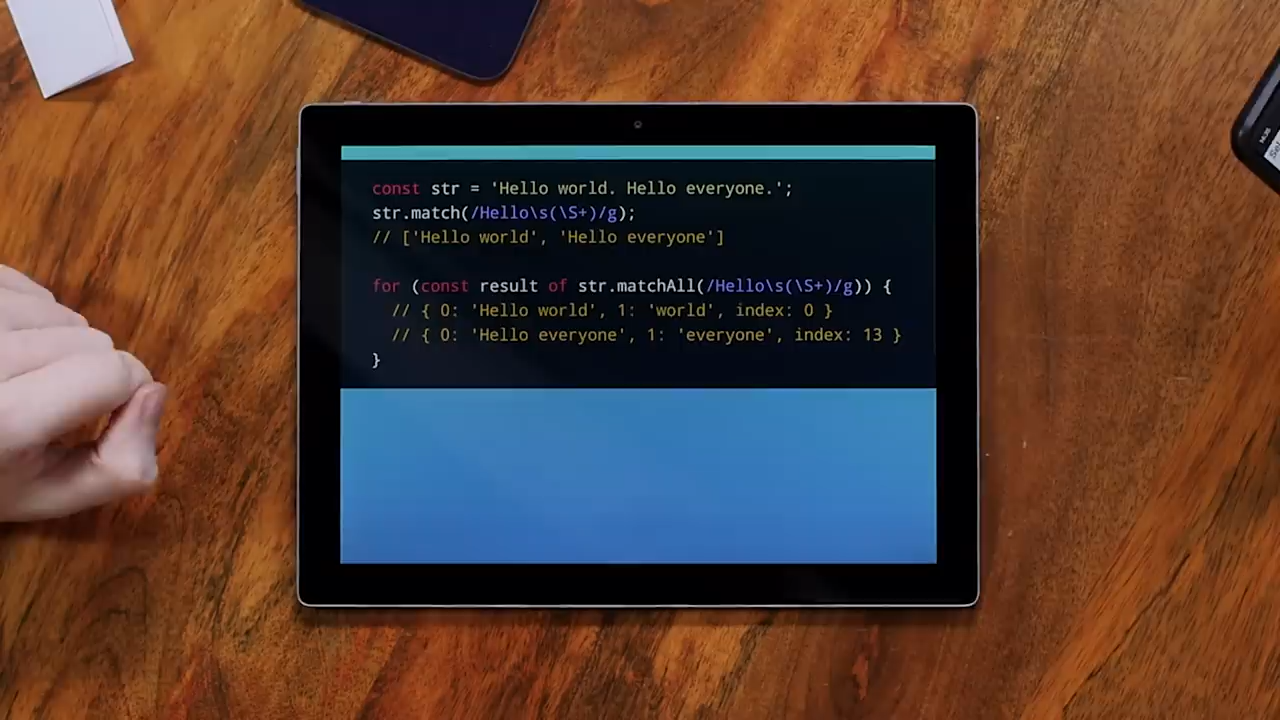 const str = 'Hello world. Hello everyone.';
str.match(/Hello\s(\S+)/g);
// ['Hello world', 'Hello everyone']
for (const result of str.matchAll(/Hello\s(\S+)/g)) {
// { 0: 'Hello world', 1: 'world', index: 0 }
// { 0: 'Hello everyone', 1: 'everyone', index: 13 }
}